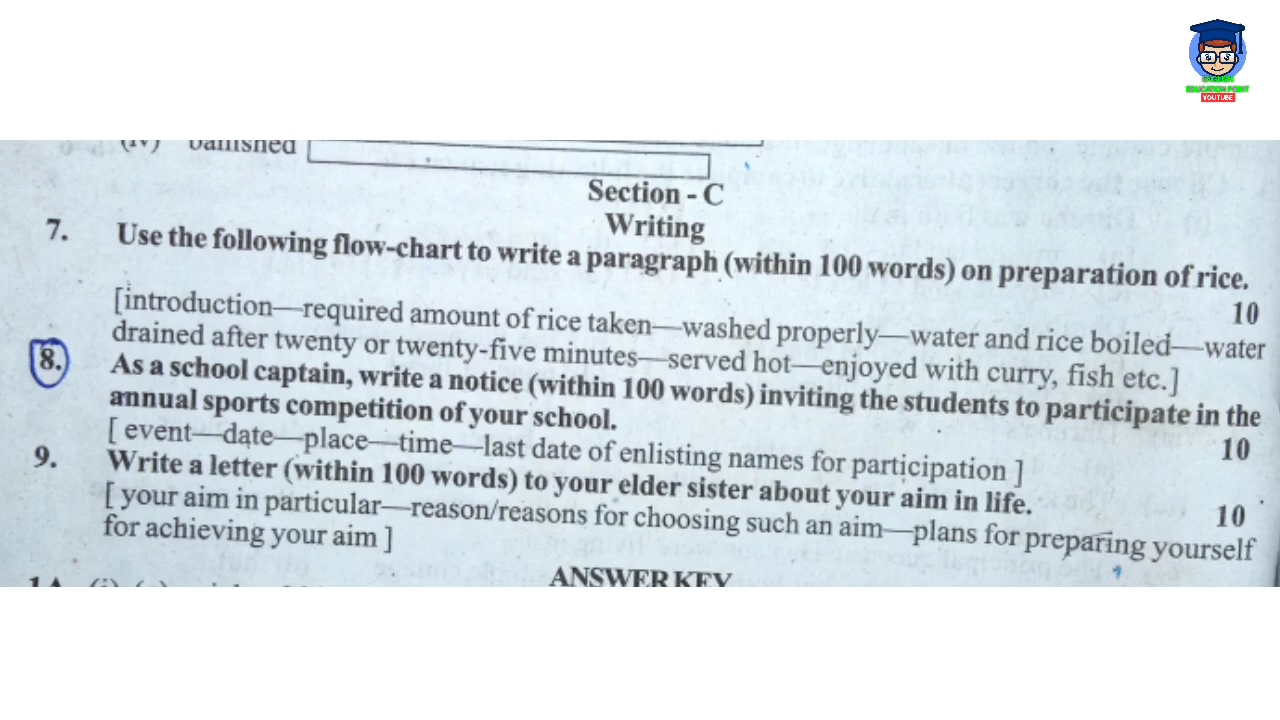 EDUCATION POINT
YOUTUBE
(iv) banished
Section - C
Writing
7. Use the following flow-chart to write a paragraph (within 100 words) on preparation of rice.
10
[introduction—required amount of rice taken—washed properly—water and rice boiled—water
drained after twenty or twenty-five minutes—served hot—enjoyed with curry, fish etc.]
8. As a school captain, write a notice (within 100 words) inviting the students to participate in the
annual sports competition of your school.
10
[ event—date—place—time—last date of enlisting names for participation ]
9. Write a letter (within 100 words) to your elder sister about your aim in life.
10
[ your aim in particular—reason/reasons for choosing such an aim—plans for preparing yourself
for achieving your aim ]
ANSWER KEY